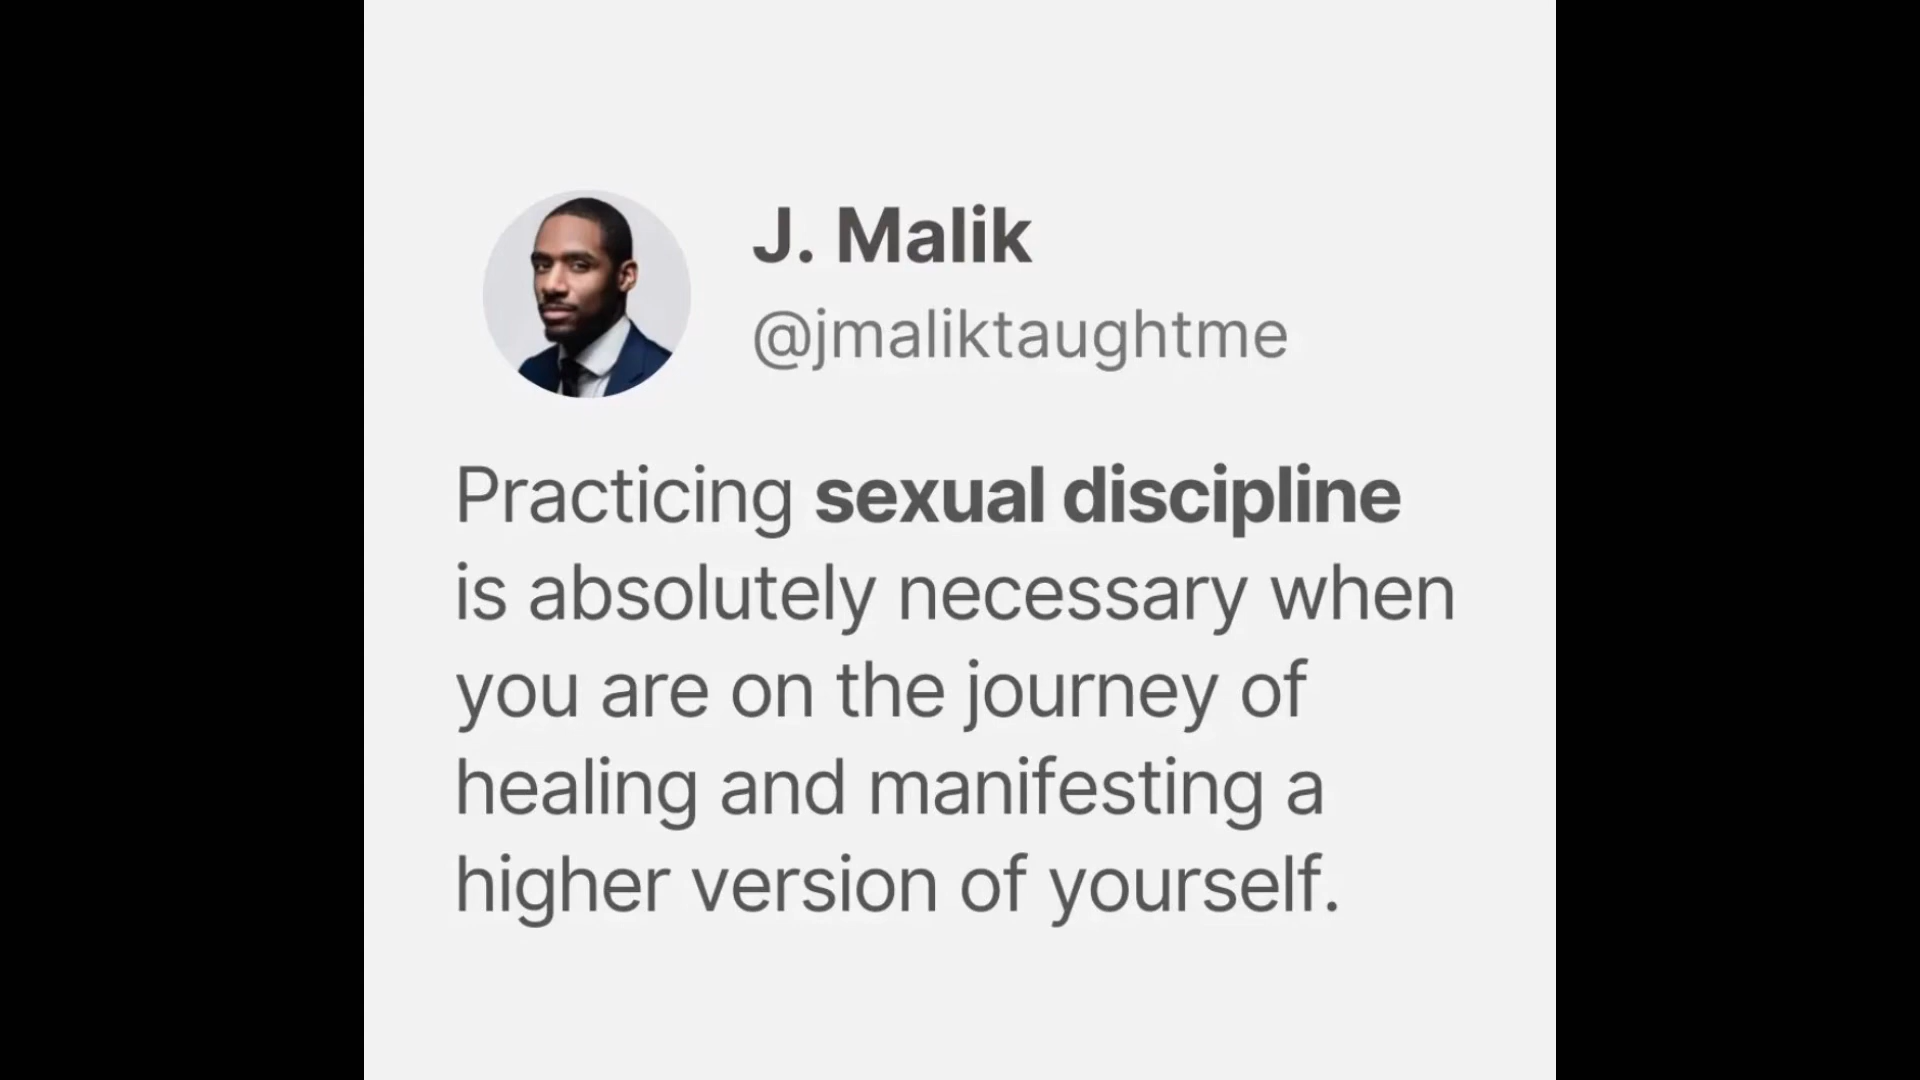 J. Malik
@jmaliktaughtme
Practicing sexual discipline
is absolutely necessary when
you are on the journey of
healing and manifesting a
higher version of yourself.